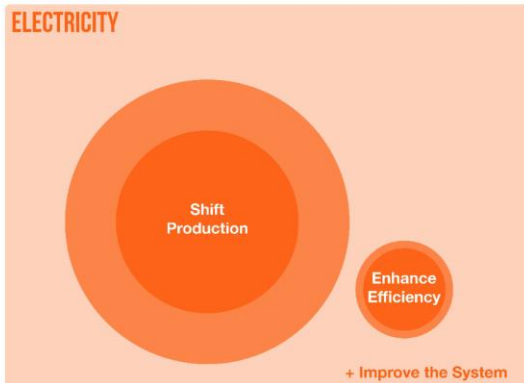 ELECTRICITY
Shift
Production
Enhance
Efficiency
+ Improve the System